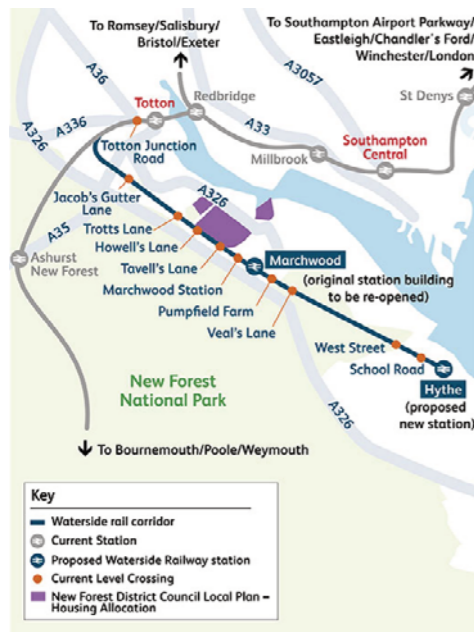 To Romsey/Salisbury/
Bristol/Exeter
To Southampton Airport Parkway/
Eastleigh/Chandler's Ford/
Winchester/London
A36
A3057
St Denys
Redbridge
Totton
A326
A336
A33
Totton Junction
Road
Millbrook
Southampton
Central
Jacob's Gutter
Lane
A326
A35
Trotts Lane
Howell's Lane
Ashurst
New Forest
Tavell's Lane
Marchwood
Marchwood Station
(original station building
to be re-opened)
Pumpfield Farm
Veal's Lane
West Street
School Road
New Forest
National Park
Hythe
(proposed
new station)
A326
To Bournemouth/Poole/Weymouth
Key
Waterside rail corridor
Current Station
Proposed Waterside Railway station
Current Level Crossing
New Forest District Council Local Plan –
Housing Allocation